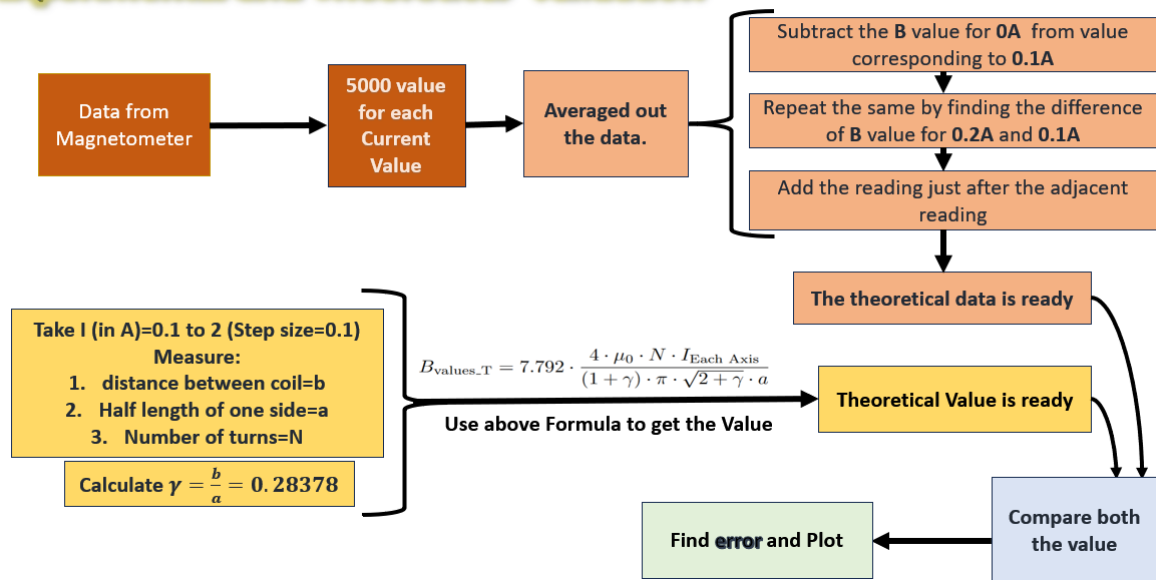 Subtract the B value for 0A from value
corresponding to 0.1A
Data from
Magnetometer
5000 value
for each
Current
Value
Averaged out
the data.
Repeat the same by finding the difference
of B value for 0.2A and 0.1A
Add the reading just after the adjacent
reading
The theoretical data is ready
Take I (in A)=0.1 to 2 (Step size=0.1)
Measure:
1. distance between coil=b
2. Half length of one side=a
3. Number of turns=N
Calculate γ = b/a = 0.28378
B_values_T = 7.792 · 4 · μ₀ · N · I_Each Axis / (1 + γ) · π · √2 + γ · a
Use above Formula to get the Value
Theoretical Value is ready
Compare both
the value
Find error and Plot